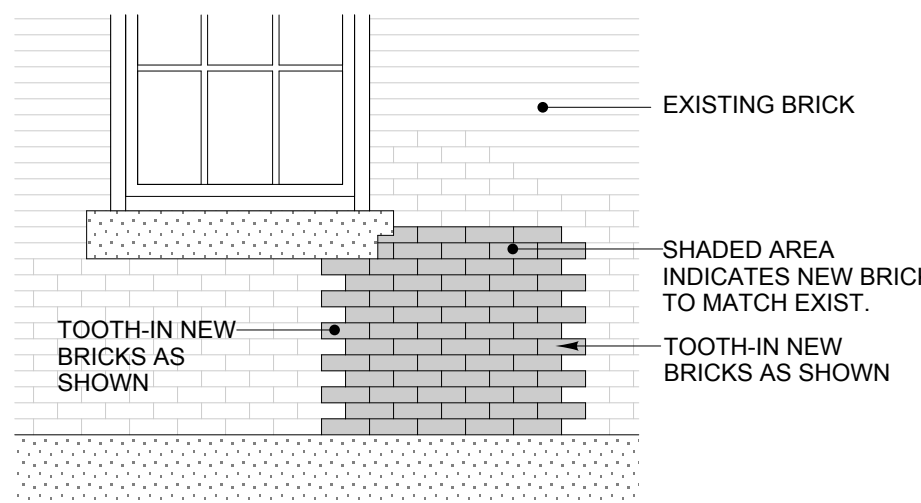 EXISTING BRICK
SHADED AREA
INDICATES NEW BRIC
TO MATCH EXIST.
TOOTH-IN NEW
BRICKS AS
SHOWN
TOOTH-IN NEW
BRICKS AS SHOWN